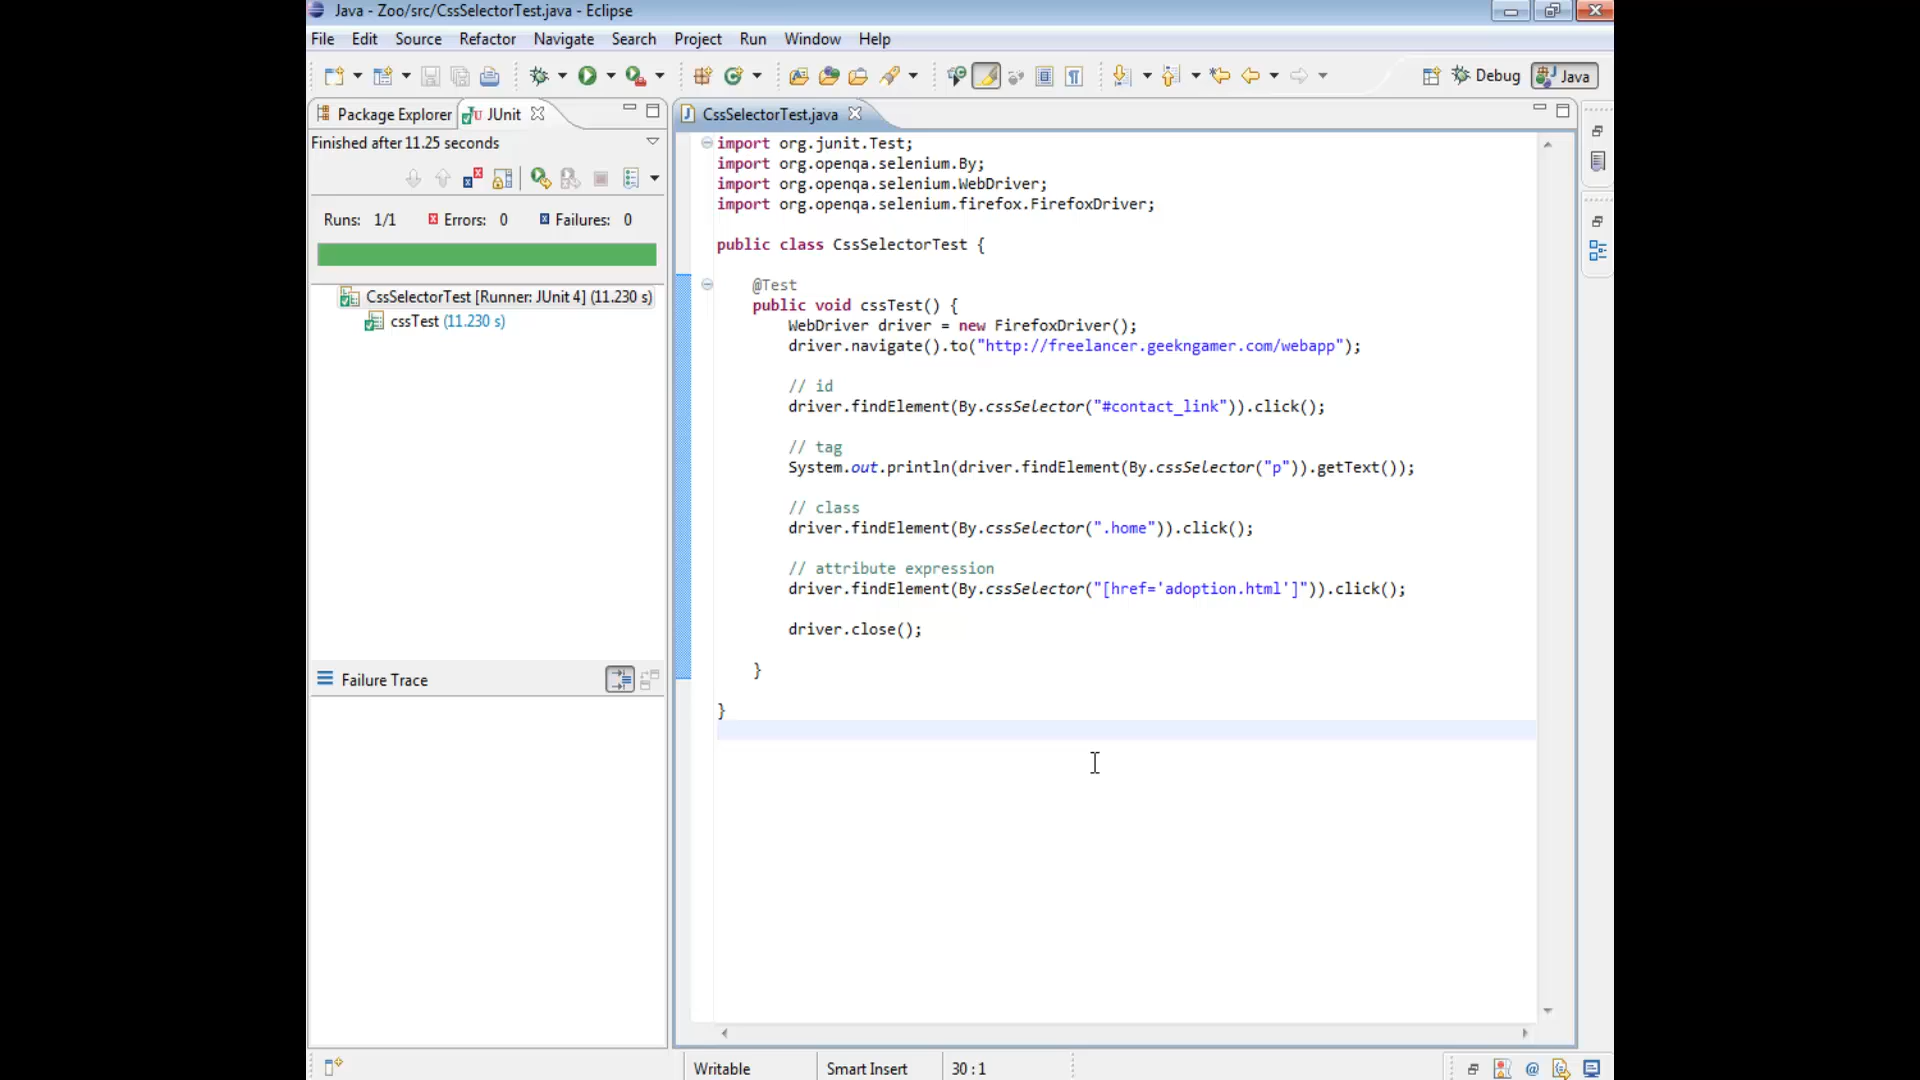 Java - Zoo/src/CssSelectorTest.java - Eclipse
File Edit Source Refactor Navigate Search Project Run Window Help
Debug Java
Package Explorer JUnit
Finished after 11.25 seconds
Runs: 1/1 Errors: 0 Failures: 0
CssSelectorTest [Runner: JUnit 4] (11.230 s)
cssTest (11.230 s)
Failure Trace
CssSelectorTest.java
import org.junit.Test;
import org.openqa.selenium.By;
import org.openqa.selenium.WebDriver;
import org.openqa.selenium.firefox.FirefoxDriver;
public class CssSelectorTest {
@Test
public void cssTest() {
WebDriver driver = new FirefoxDriver();
driver.navigate().to("http://freelancer.geekngamer.com/webapp");
// id
driver.findElement(By.cssSelector("#contact_link")).click();
// tag
System.out.println(driver.findElement(By.cssSelector("p")).getText());
// class
driver.findElement(By.cssSelector(".home")).click();
// attribute expression
driver.findElement(By.cssSelector("[href='adoption.html']")).click();
driver.close();
}
}
Writable Smart Insert 30 : 1